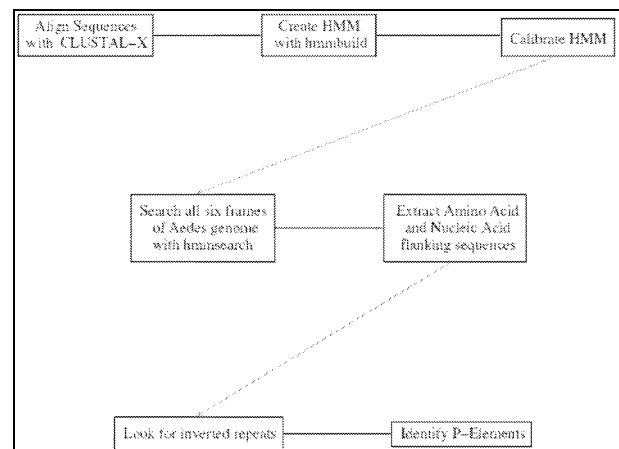 Align Sequences
with CLUSTAL-X
Create HMM
with hmmbuild
Calibrate HMM
Search all six frames
of Aedes genome
with hmmsearch
Extract Amino Acid
and Nucleic Acid
flanking sequences
Look for inverted repeats
Identify P-Elements